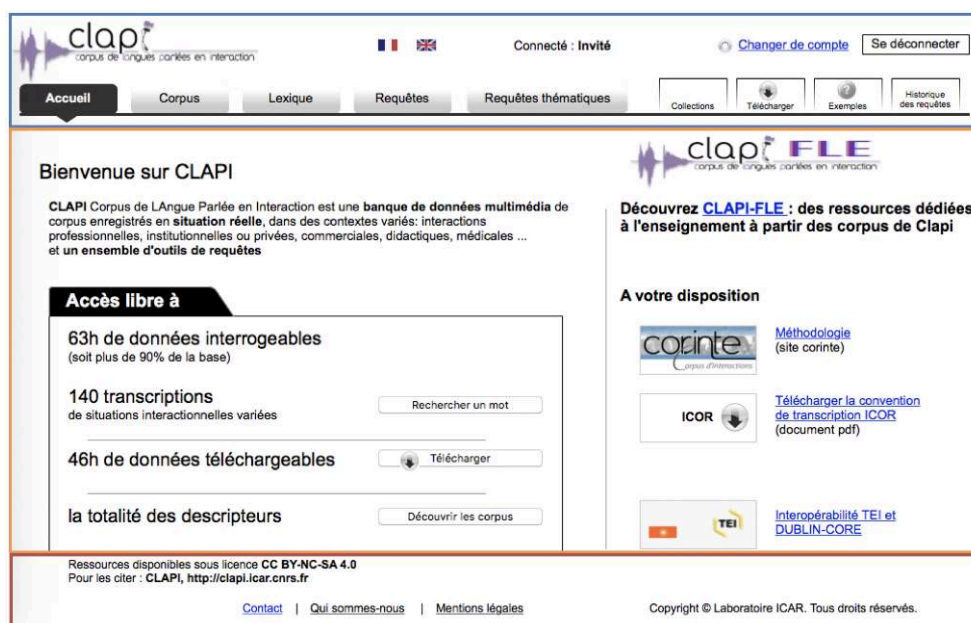 clapi
corpus de langues parlées en interaction
Connecté : Invité
Changer de compte
Se déconnecter
Accueil
Corpus
Lexique
Requêtes
Requêtes thématiques
Collections
Télécharger
Exemples
Historique
des requêtes
Bienvenue sur CLAPI
CLAPI Corpus de LAngue Parlée en Interaction est une banque de données multimédia de
corpus enregistrés en situation réelle, dans des contextes variés: interactions
professionnelles, institutionnelles ou privées, commerciales, didactiques, médicales ...
et un ensemble d'outils de requêtes
Accès libre à
63h de données interrogeables
(soit plus de 90% de la base)
140 transcriptions
de situations interactionnelles variées
Rechercher un mot
46h de données téléchargeables
Télécharger
la totalité des descripteurs
Découvrir les corpus
clapi FLE
corpus de langues parlées en interaction
Découvrez CLAPI-FLE : des ressources dédiées
à l'enseignement à partir des corpus de Clapi
A votre disposition
corinte
Corpus d'interactions
Méthodologie
(site corinte)
ICOR
Télécharger la convention
de transcription ICOR
(document pdf)
TEI
Interopérabilité TEI et
DUBLIN-CORE
Ressources disponibles sous licence CC BY-NC-SA 4.0
Pour les citer : CLAPI, http://clapi.icar.cnrs.fr
Contact | Qui sommes-nous | Mentions légales
Copyright © Laboratoire ICAR. Tous droits réservés.